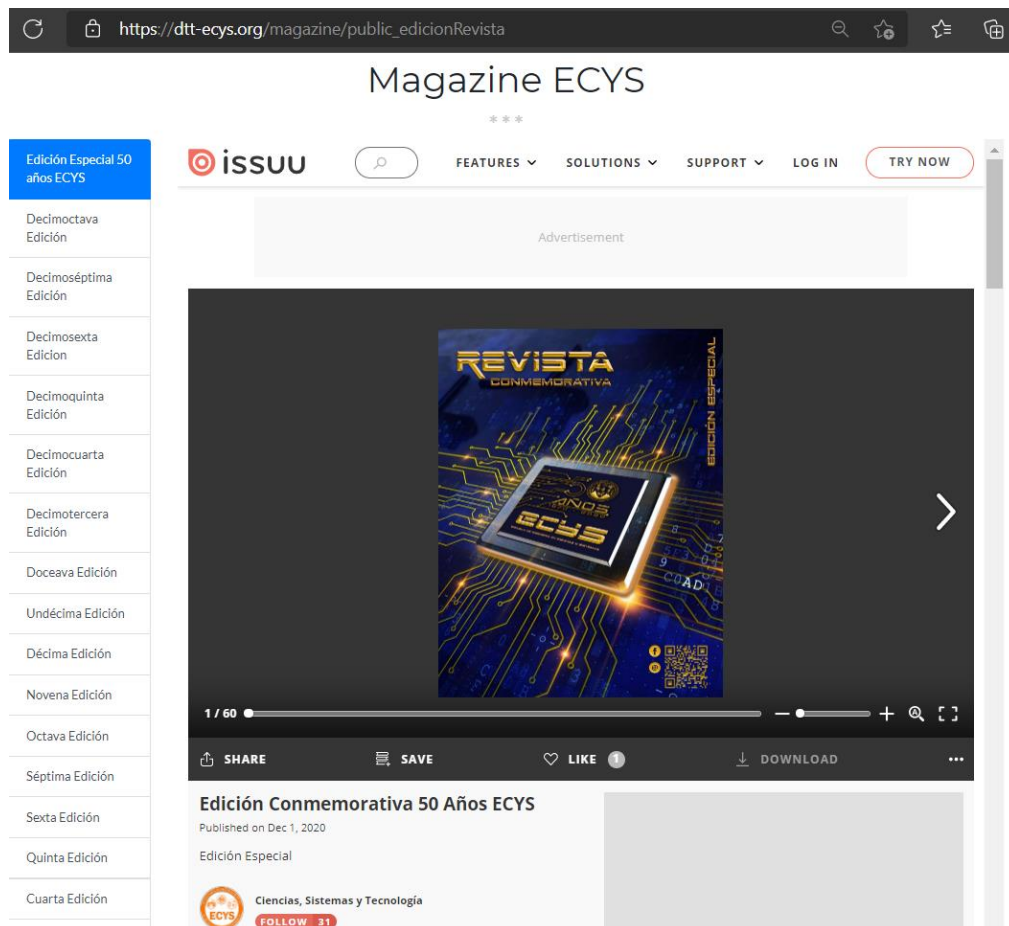 https://dtt-ecys.org/magazine/public_edicionRevista
Magazine ECYS
***
Edición Especial 50
años ECYS
Decimoctava
Edición
Decimoséptima
Edición
Decimosexta
Edicion
Decimoquinta
Edición
Decimocuarta
Edición
Decimotercera
Edición
Doceava Edición
Undécima Edición
Décima Edición
Novena Edición
Octava Edición
Séptima Edición
Sexta Edición
Quinta Edición
Cuarta Edición
issuu
FEATURES
SOLUTIONS
SUPPORT
LOG IN
TRY NOW
Advertisement
REVISTA
CONMEMORATIVA
EDICIÓN ESPECIAL
50
AÑOS
ECYS
1 / 60
SHARE
SAVE
LIKE 1
DOWNLOAD
Edición Conmemorativa 50 Años ECYS
Published on Dec 1, 2020
Edición Especial
ECYS
Ciencias, Sistemas y Tecnología
FOLLOW 31